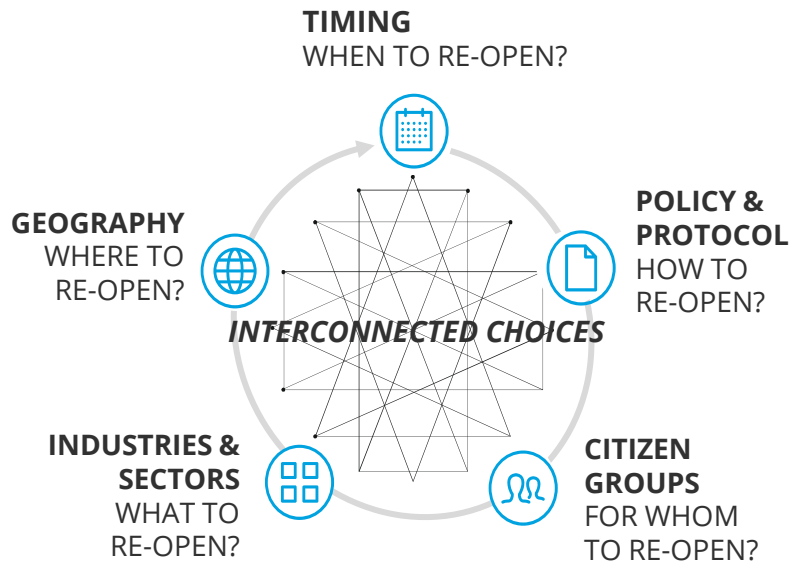 TIMING
WHEN TO RE-OPEN?
POLICY &
PROTOCOL
HOW TO
RE-OPEN?
GEOGRAPHY
WHERE TO
RE-OPEN?
INTERCONNECTED CHOICES
INDUSTRIES &
SECTORS
WHAT TO
RE-OPEN?
CITIZEN
GROUPS
FOR WHOM
TO RE-OPEN?